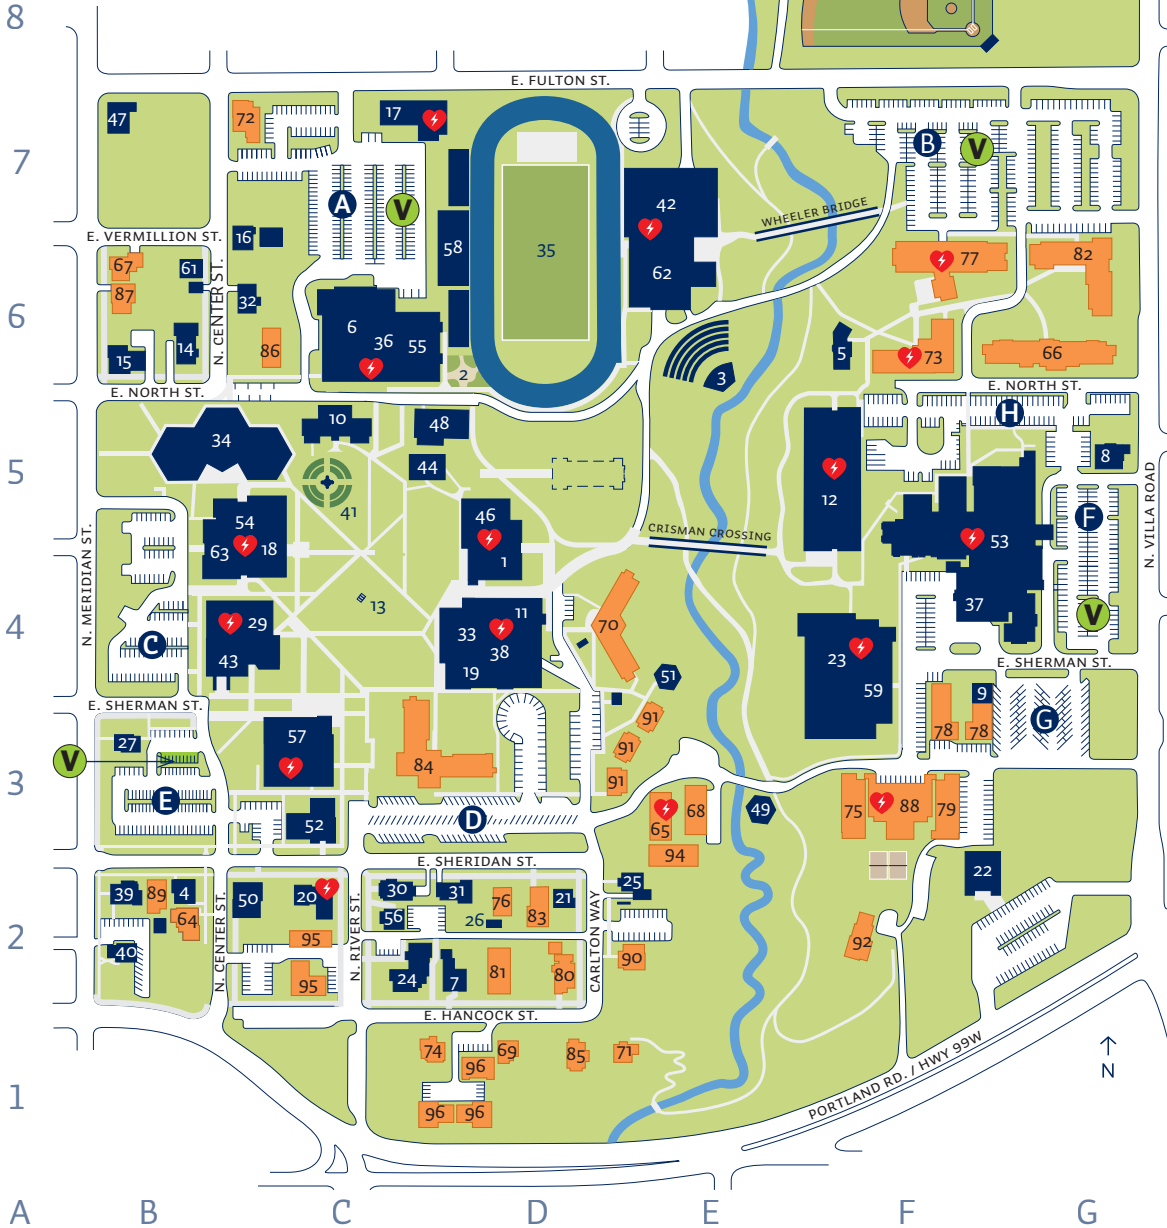 8
E. FULTON ST.
47
72
17
B
V
7
A
V
42
WHEELER BRIDGE
E. VERMILLION ST.
16
58
35
77
82
67
61
62
87
N. CENTER ST.
32
6
6
36
55
14
86
5
73
66
15
2
3
E. NORTH ST.
E. NORTH ST.
10
48
H
34
44
8
5
12
41
46
F
54
CRISMAN CROSSING
53
63
18
1
N. VILLA ROAD
N. MERIDIAN ST.
13
37
11
V
29
70
4
33
38
C
23
43
19
51
E. SHERMAN ST.
59
9
E. SHERMAN ST.
91
G
78
78
27
57
91
V
84
91
3
E
88
65
68
49
75
79
52
D
94
E. SHERIDAN ST.
22
39
89
4
50
20
30
31
76
21
25
64
56
26
83
CARLTON WAY
2
95
92
40
N. CENTER ST.
N. RIVER ST.
90
24
7
81
80
95
E. HANCOCK ST.
74
69
85
71
N
96
PORTLAND RD. / HWY 99W
1
96
96
A
B
C
D
E
F
G